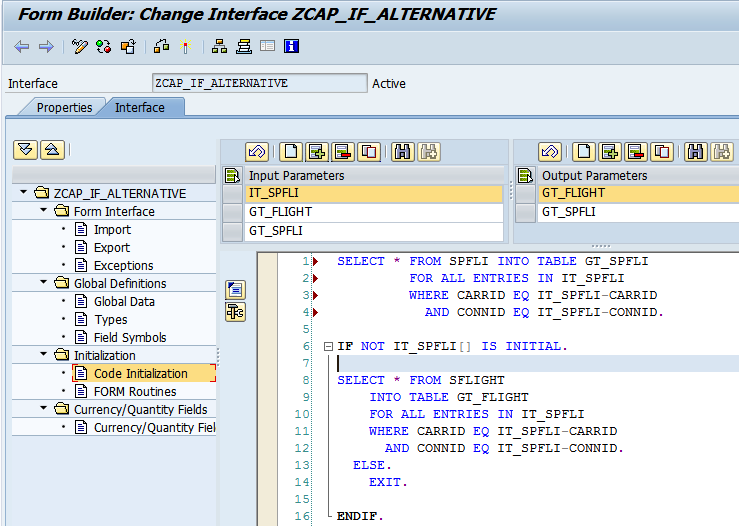 Form Builder: Change Interface ZCAP_IF_ALTERNATIVE
Interface ZCAP_IF_ALTERNATIVE Active
Properties Interface
ZCAP_IF_ALTERNATIVE
Form Interface
Import
Export
Exceptions
Global Definitions
Global Data
Types
Field Symbols
Initialization
Code Initialization
FORM Routines
Currency/Quantity Fields
Currency/Quantity Fiel
Input Parameters
IT_SPFLI
GT_FLIGHT
GT_SPFLI
Output Parameters
GT_FLIGHT
GT_SPFLI
1 SELECT * FROM SPFLI INTO TABLE GT_SPFLI
2 FOR ALL ENTRIES IN IT_SPFLI
3 WHERE CARRID EQ IT_SPFLI-CARRID
4 AND CONNID EQ IT_SPFLI-CONNID.
5
6 IF NOT IT_SPFLI[] IS INITIAL.
7
8 SELECT * FROM SFLIGHT
9 INTO TABLE GT_FLIGHT
10 FOR ALL ENTRIES IN IT_SPFLI
11 WHERE CARRID EQ IT_SPFLI-CARRID
12 AND CONNID EQ IT_SPFLI-CONNID.
13 ELSE.
14 EXIT.
15
16 ENDIF.